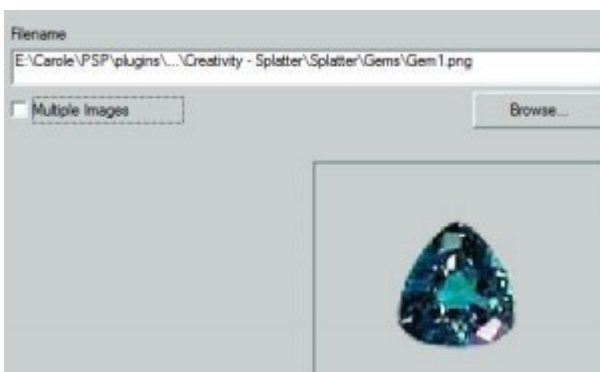 Filename
E:\Carole\PSP\plugins\...\Creativity - Splatter\Splatter\Gems\Gem1.png
Multiple Images
Browse...